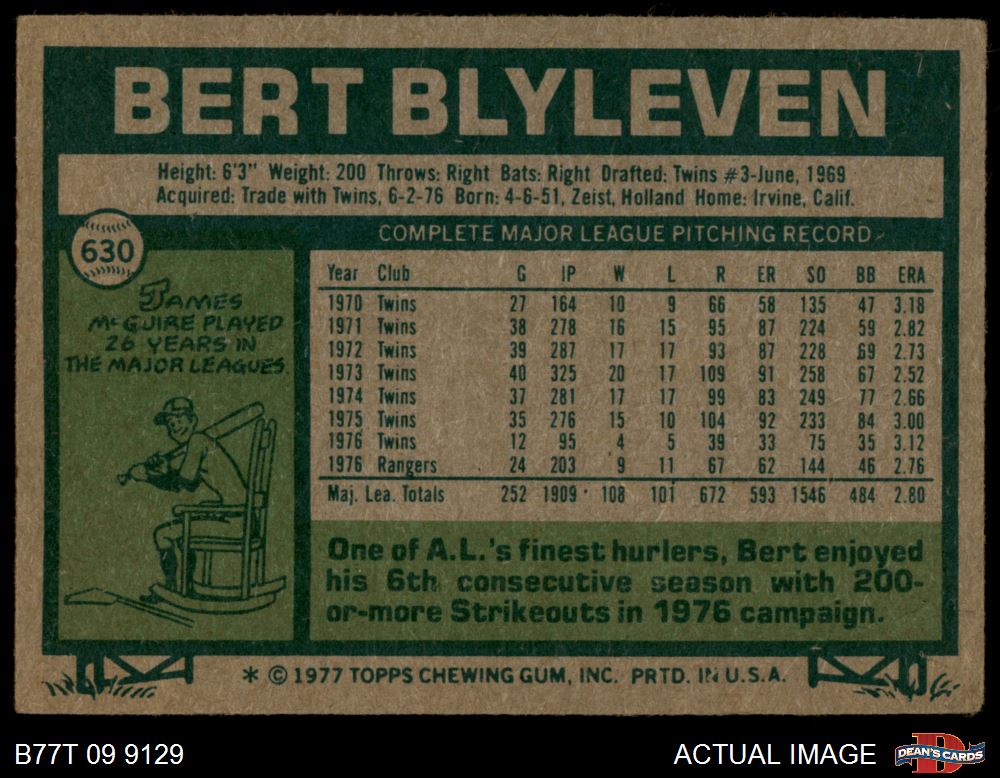 BERT BLYLEVEN
Height: 6'3" Weight: 200 Throws: Right Bats: Right Drafted: Twins #3-June, 1969
Acquired: Trade with Twins, 6-2-76 Born: 4-6-51, Zeist, Holland Home: Irvine, Calif.
630
JAMES
McGUIRE PLAYED
26 YEARS IN
THE MAJOR LEAGUES.
COMPLETE MAJOR LEAGUE PITCHING RECORD
Year Club G IP W L R ER SO BB ERA
1970 Twins 27 164 10 9 66 58 135 47 3.18
1971 Twins 38 278 16 15 95 87 224 59 2.82
1972 Twins 39 287 17 17 93 87 228 69 2.73
1973 Twins 40 325 20 17 109 91 258 67 2.52
1974 Twins 37 281 17 17 99 83 249 77 2.66
1975 Twins 35 276 15 10 104 92 233 84 3.00
1976 Twins 12 95 4 5 39 33 75 35 3.12
1976 Rangers 24 203 9 11 67 62 144 46 2.76
Maj. Lea. Totals 252 1909 108 101 672 593 1546 484 2.80
One of A.L.'s finest hurlers, Bert enjoyed
his 6th consecutive season with 200-
or-more Strikeouts in 1976 campaign.
* © 1977 TOPPS CHEWING GUM, INC. PRTD. IN U.S.A.
B77T 09 9129
ACTUAL IMAGE
DEAN'S CARDS